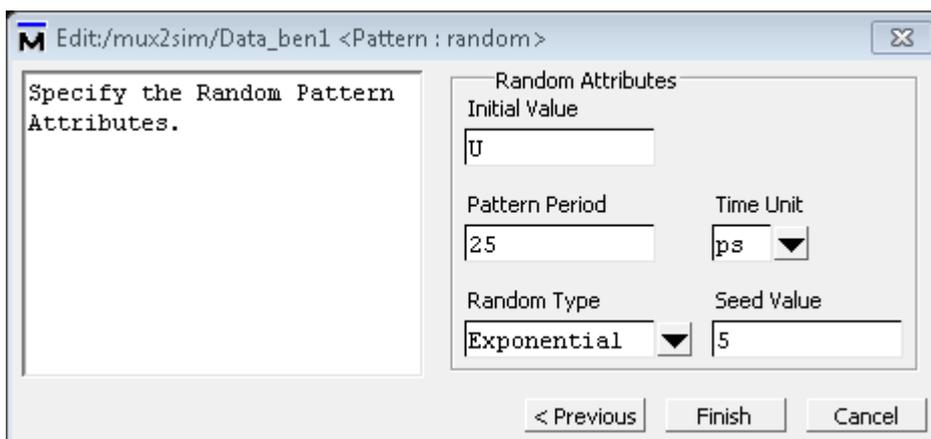 M Edit:/mux2sim/Data_ben1 <Pattern : random>
Specify the Random Pattern
Attributes.
Random Attributes
Initial Value
U
Pattern Period
Time Unit
25
ps
Random Type
Seed Value
Exponential
5
< Previous
Finish
Cancel